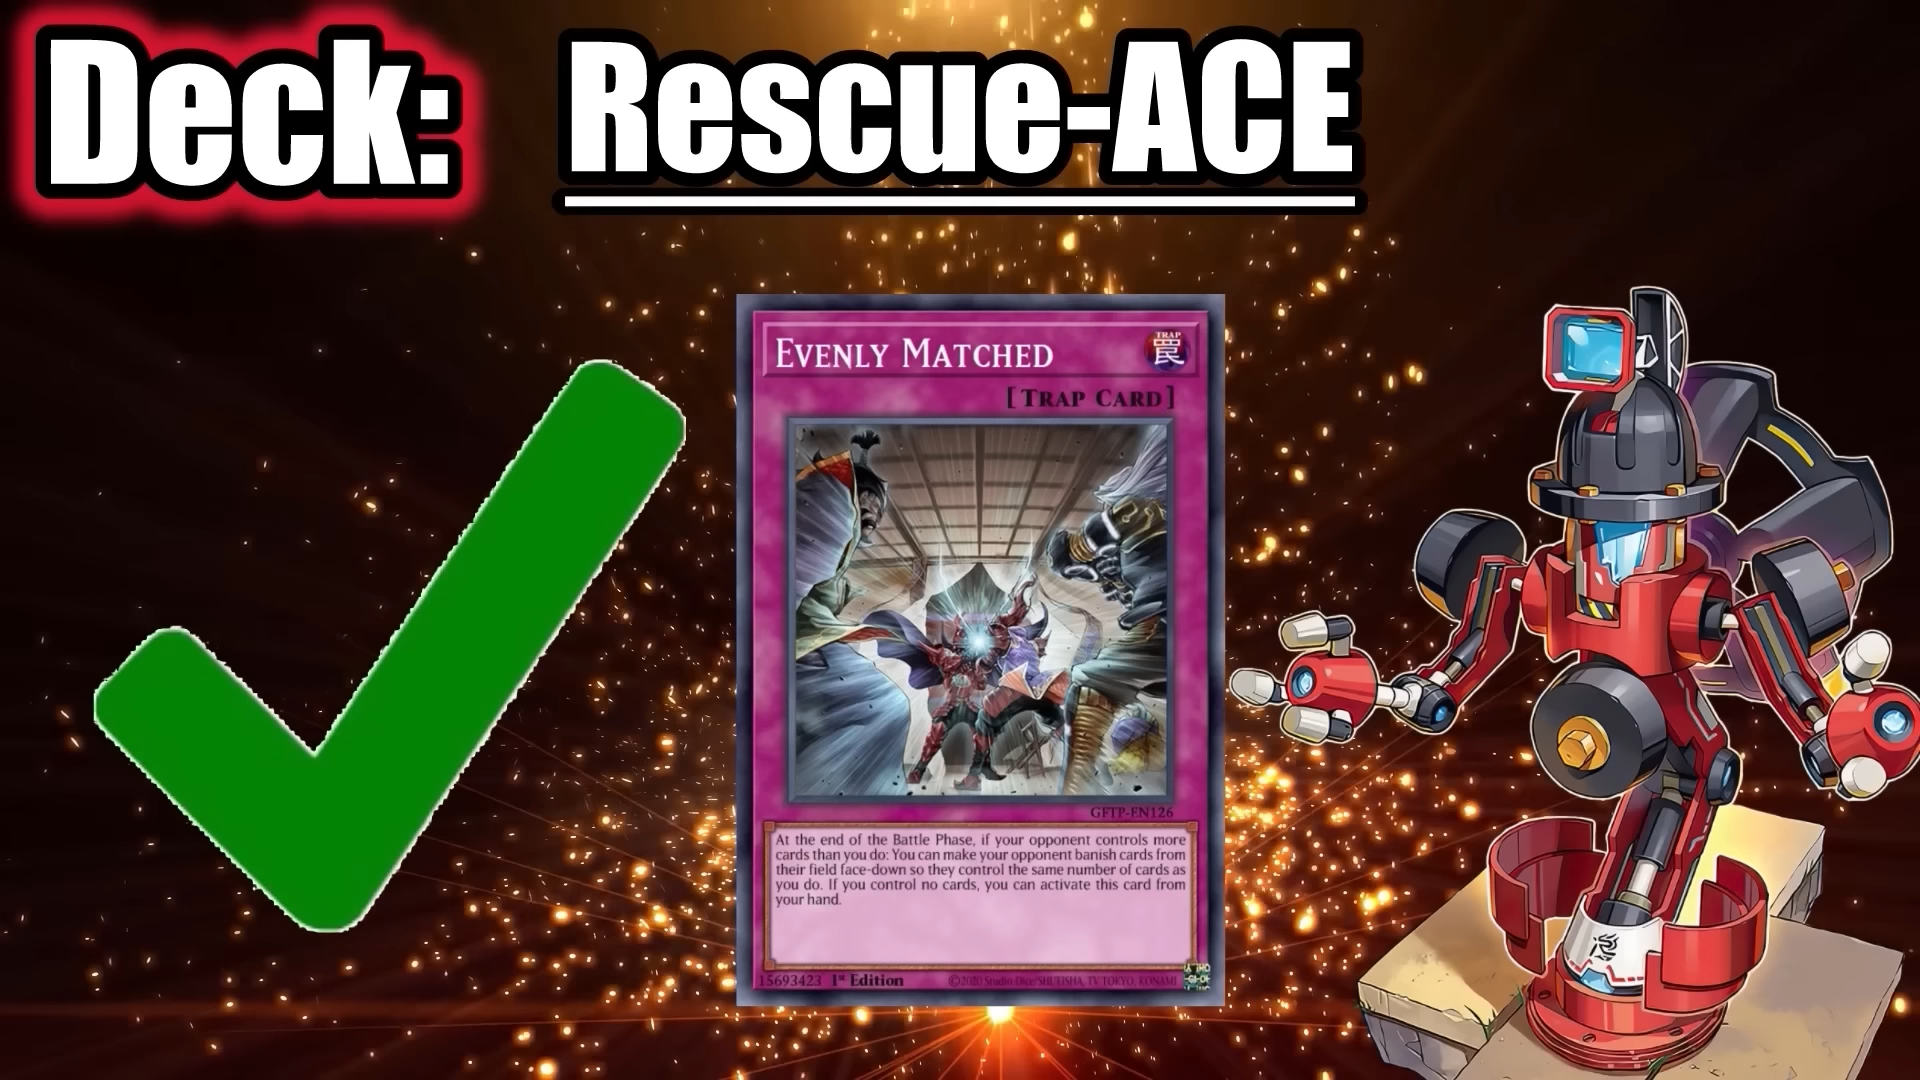 Deck: Rescue-ACE
EVENLY MATCHED
TRAP
罠
[TRAP CARD]
GFTP-EN126
At the end of the Battle Phase, if your opponent controls more
cards than you do: You can make your opponent banish cards from
their field face-down so they control the same number of cards as
you do. If you control no cards, you can activate this card from
your hand.
15693423 1st Edition ©2020 Studio Dice/SHUEISHA, TV TOKYO, KONAMI